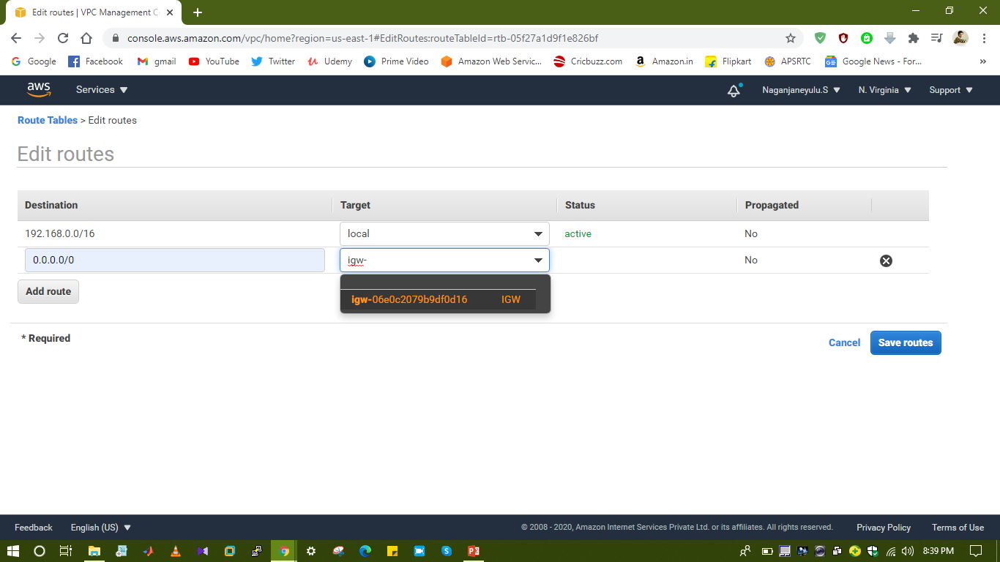 Edit routes | VPC Management C
console.aws.amazon.com/vpc/home?region=us-east-1#EditRoutes:routeTableId=rtb-05f27a1d9f1e826bf
Google Facebook gmail YouTube Twitter Udemy Prime Video Amazon Web Servic... Cricbuzz.com Amazon.in Flipkart APSRTC Google News - For... »
aws Services Naganjaneyulu.S N. Virginia Support
Route Tables > Edit routes
Edit routes
Destination Target Status Propagated
192.168.0.0/16 local active No
0.0.0.0/0 igw- No
Add route
igw-06e0c2079b9df0d16 IGW
* Required
Cancel Save routes
Feedback English (US) © 2008 - 2020, Amazon Internet Services Private Ltd. or its affiliates. All rights reserved. Privacy Policy Terms of Use
8:39 PM